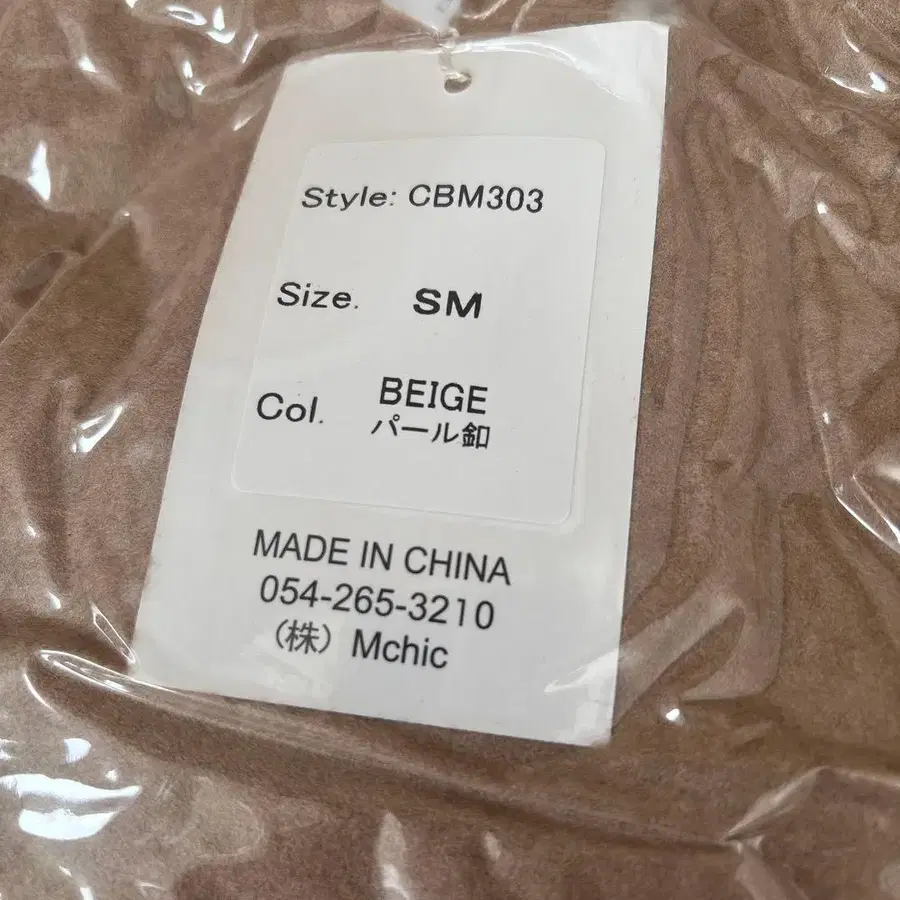 Style: CBM303
Size. SM
Col. BEIGE
パール釦
MADE IN CHINA
054-265-3210
（株）Mchic